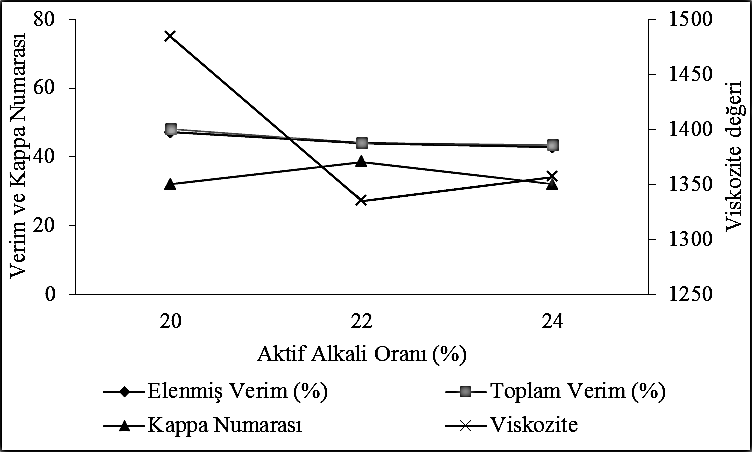 80
60
40
20
0
Verim ve Kappa Numarası
1500
1450
1400
1350
1300
1250
Viskozite değeri
20 22 24
Aktif Alkali Oranı (%)
Elenmiş Verim (%) Toplam Verim (%)
Kappa Numarası Viskozite